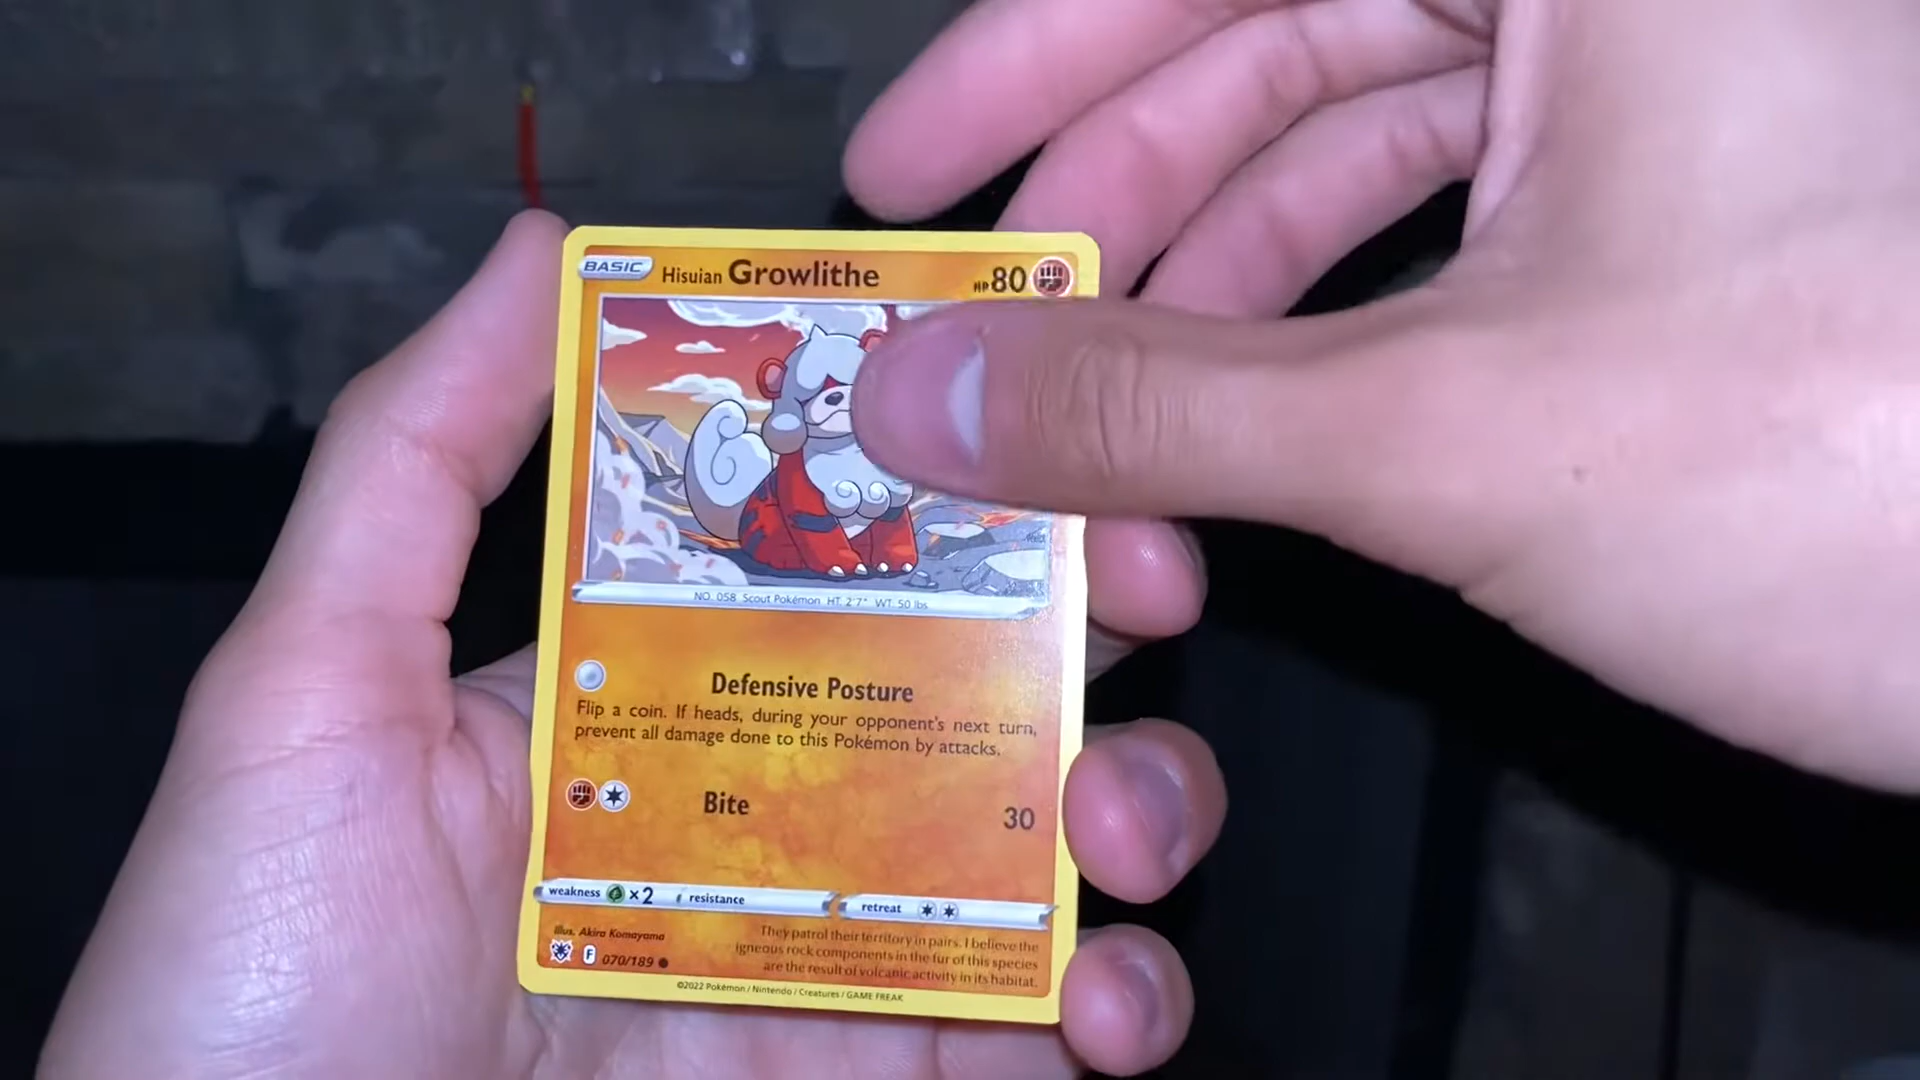 BASIC Hisuian Growlithe HP 80
NO. 058 Scout Pokémon HT. 2'7" WT. 50 lbs
Defensive Posture
Flip a coin. If heads, during your opponent's next turn,
prevent all damage done to this Pokémon by attacks.
Bite 30
weakness ×2 resistance retreat
Illus. Akira Komayama
F 070/189
They patrol their territory in pairs. I believe the
igneous rock components in the fur of this species
are the result of volcanic activity in its habitat.
©2022 Pokémon / Nintendo / Creatures / GAME FREAK